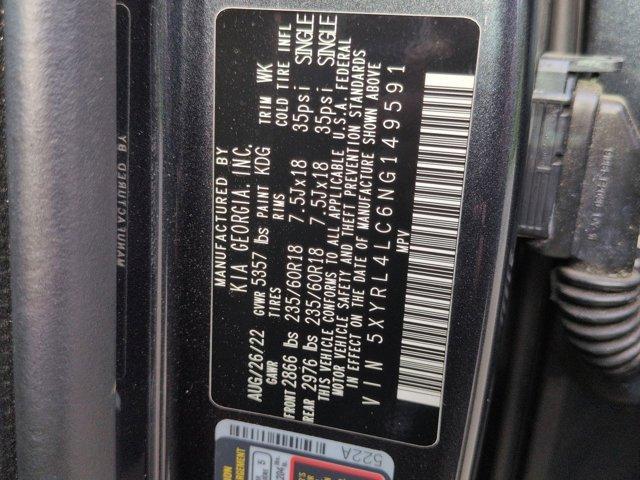 MANUFACTURED BY
KIA GEORGIA INC.
AUG/26/22 GVWR 5357 lbs PAINT KDG TRIM WK
GAWR TIRES RIMS COLD TIRE INFL
FRONT 2866 lbs 235/60R18 7.5Jx18 35psi SINGLE
REAR 2976 lbs 235/60R18 7.5Jx18 35psi SINGLE
THIS VEHICLE CONFORMS TO ALL APPLICABLE U.S.A. FEDERAL
MOTOR VEHICLE SAFETY AND THEFT PREVENTION STANDARDS
IN EFFECT ON THE DATE OF MANUFACTURE SHOWN ABOVE
VIN 5XYRL4LC6NG149591
MPV
522A
MANUFACTURED BY